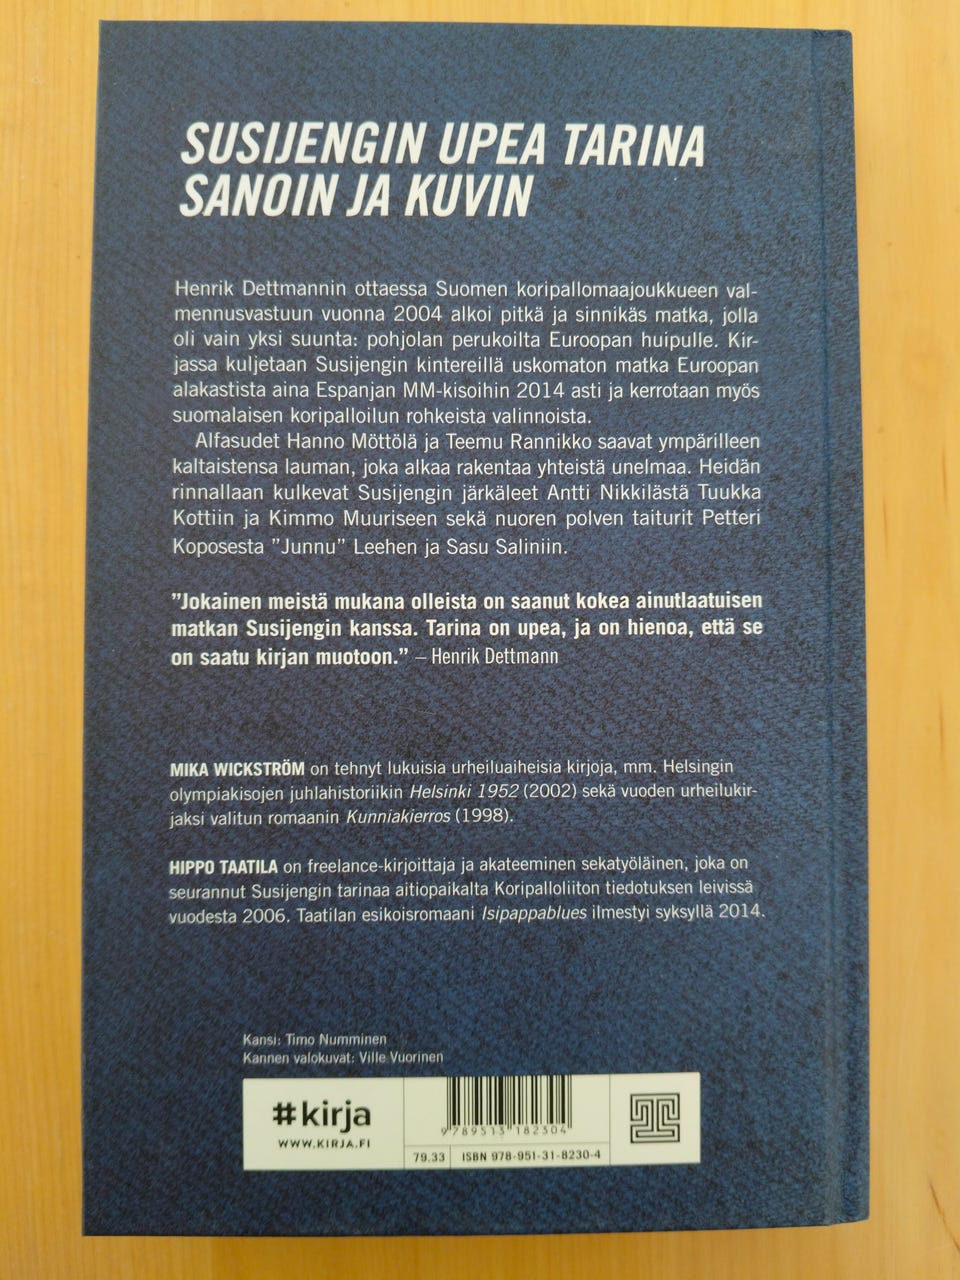 SUSIJENGIN UPEA TARINA
SANOIN JA KUVIN
Henrik Dettmannin ottaessa Suomen koripallomaajoukkueen val-
mennusvastuun vuonna 2004 alkoi pitkä ja sinnikäs matka, jolla
oli vain yksi suunta: pohjolan perukoilta Euroopan huipulle. Kir-
jassa kuljetaan Susijengin kintereillä uskomaton matka Euroopan
alakastista aina Espanjan MM-kisoihin 2014 asti ja kerrotaan myös
suomalaisen koripalloilun rohkeista valinnoista.
Alfasudet Hanno Möttölä ja Teemu Rannikko saavat ympärilleen
kaltaistensa lauman, joka alkaa rakentaa yhteistä unelmaa. Heidän
rinnallaan kulkevat Susijengin järkäleet Antti Nikkilästä Tuukka
Kottiin ja Kimmo Muuriseen sekä nuoren polven taiturit Petteri
Koposesta ”Junnu” Leehen ja Sasu Saliniin.
”Jokainen meistä mukana olleista on saanut kokea ainutlaatuisen
matkan Susijengin kanssa. Tarina on upea, ja on hienoa, että se
on saatu kirjan muotoon.” – Henrik Dettmann
MIKA WICKSTRÖM on tehnyt lukuisia urheiluaiheisia kirjoja, mm. Helsingin
olympiakisojen juhlahistoriikin Helsinki 1952 (2002) sekä vuoden urheilukir-
jaksi valitun romaanin Kunniakierros (1998).
HIPPO TAATILA on freelance-kirjoittaja ja akateeminen sekatyöläinen, joka on
seurannut Susijengin tarinaa aitiopaikalta Koripalloliiton tiedotuksen leivissä
vuodesta 2006. Taatilan esikoisromaani Isipappablues ilmestyi syksyllä 2014.
Kansi: Timo Numminen
Kannen valokuvat: Ville Vuorinen
#kirja
WWW.KIRJA.FI
9 789513 182304
79.33 ISBN 978-951-31-8230-4